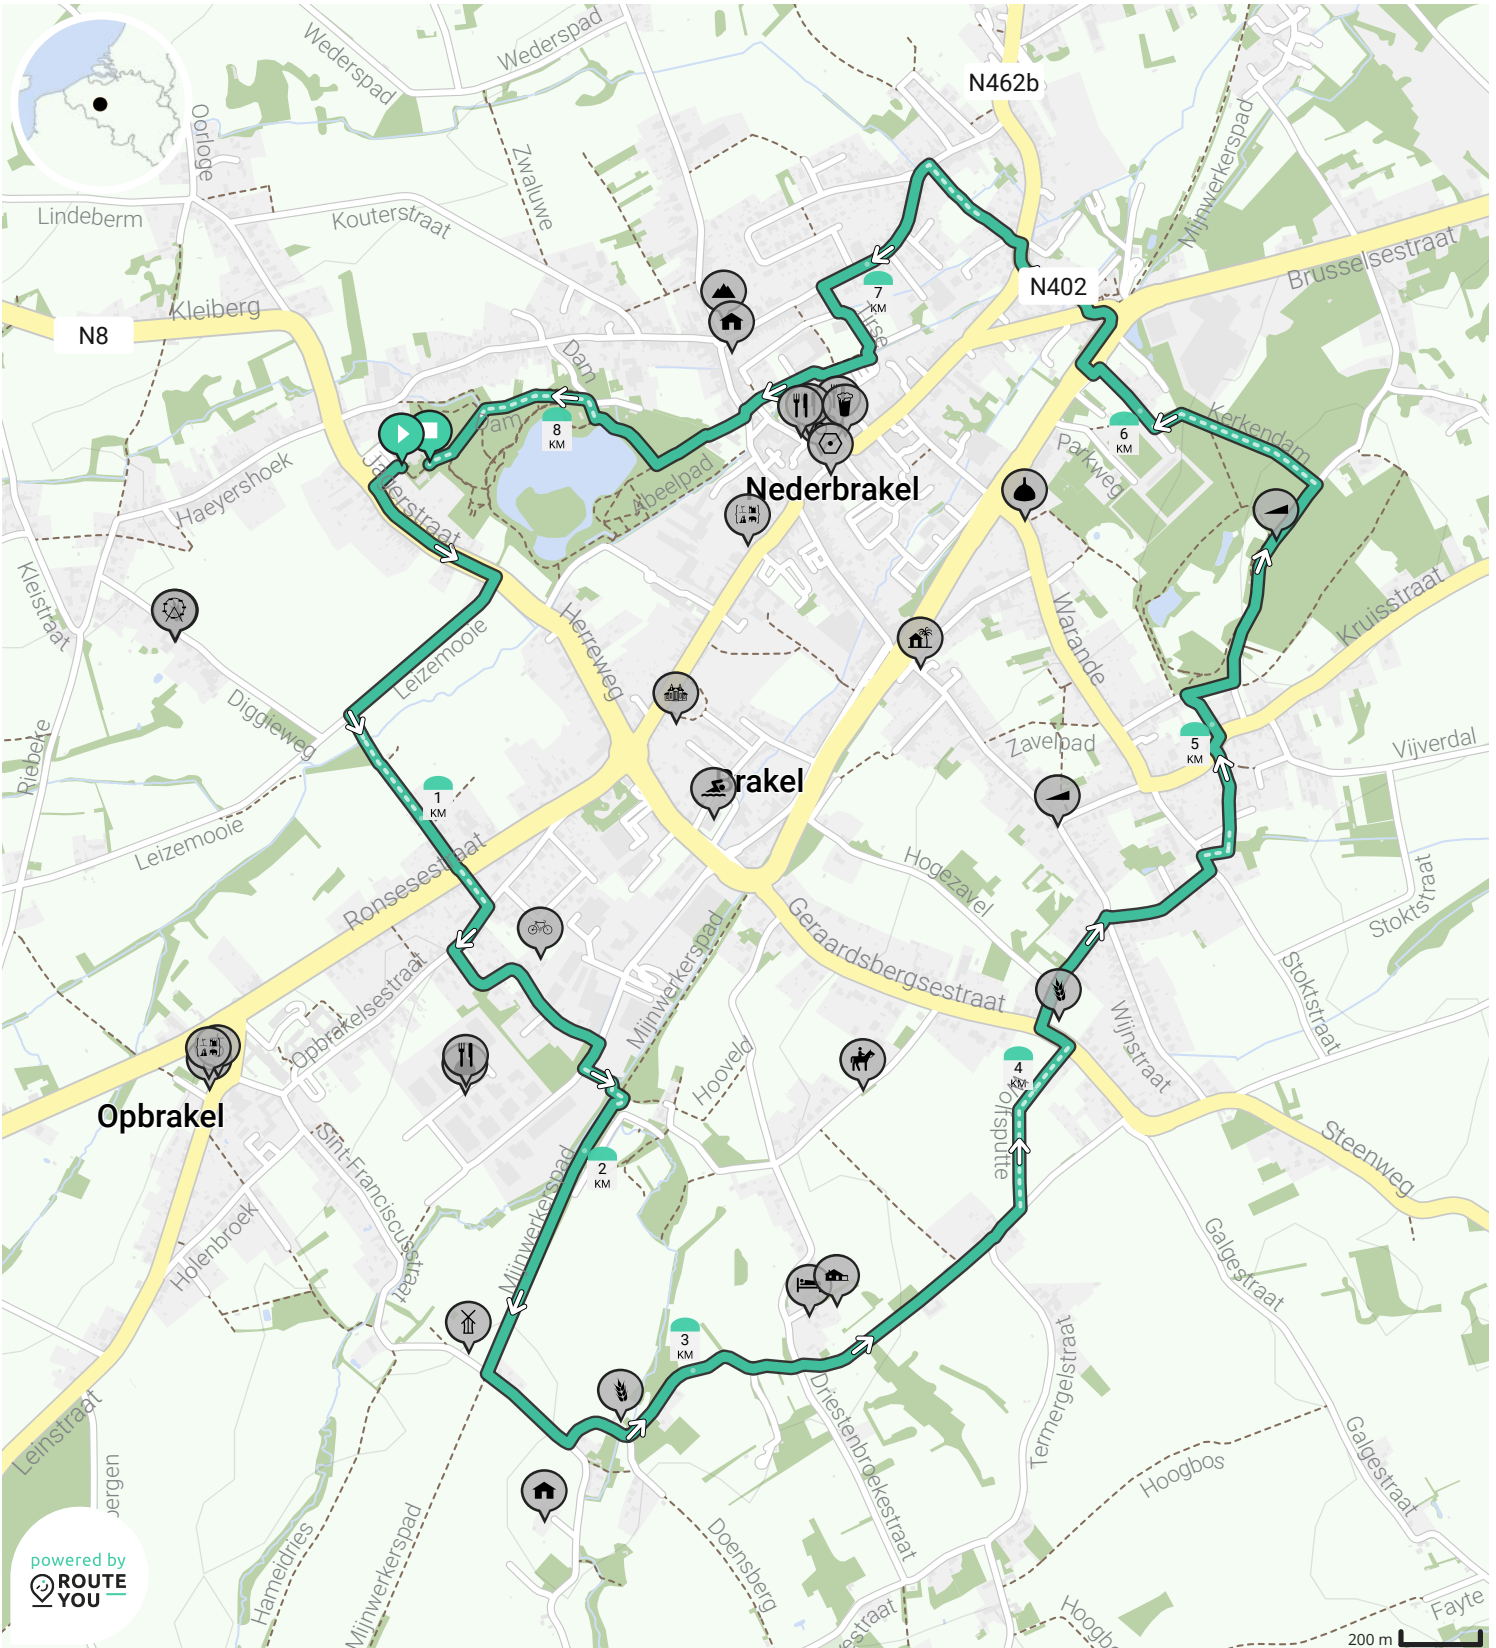 Wederspad
Wederspad
N462b
Oorloge
Zwaluwe
Mijnwerkerspad
Lindeberm
Kouterstraat
Brusselsestraat
N402
Kleiberg
N8
7
KM
Dam
Kerkendam
Dam
8
KM
6
KM
Parkweg
Haeyershoek
Abeelpad
Nederbrakel
Kleistraat
Herreweg
Warande
Kruisstraat
Leizemooie
Diggieweg
Riebeke
Zavelpad
5
KM
Vijverdal
rakel
1
KM
Leizemooie
Ronsesestraat
Hogezavel
Stoktstraat
Geraardsbergsestraat
Mijnwerkerspad
Opbrakelsestraat
Stoktstraat
Wijnstraat
Hooveld
4
KM
Opbrakel
Sint-Franciscusstraat
Steenweg
Mijnwerkerspad
2
KM
Holenbroek
Galgestraat
3
KM
Termergelstraat
Driestenbroekestraat
Leinstraat
Galgestraat
Hoogbos
bergen
Hameidries
Mijnwerkerspad
Doensberg
powered by
ROUTE
YOU
Fayte
200 m